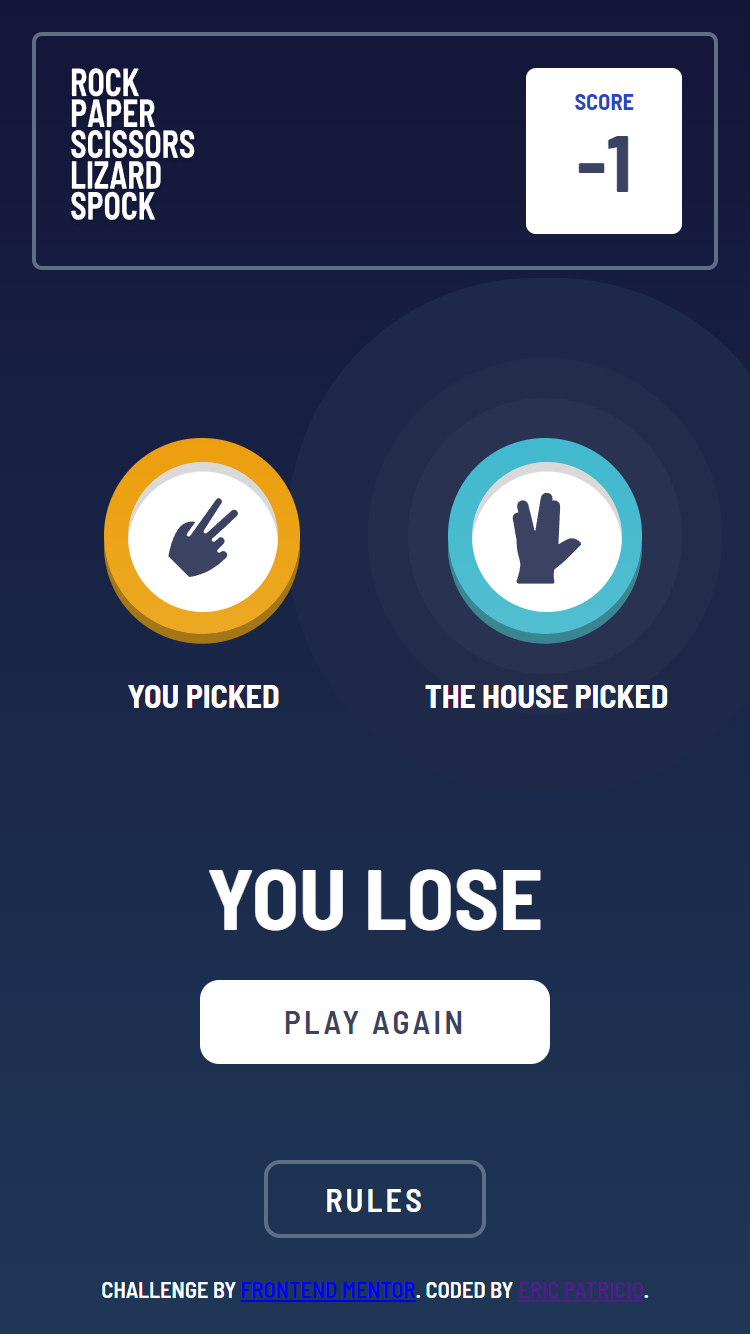 ROCK
PAPER
SCISSORS
LIZARD
SPOCK
SCORE
-1
YOU PICKED
THE HOUSE PICKED
YOU LOSE
PLAY AGAIN
RULES
CHALLENGE BY FRONTEND MENTOR. CODED BY ERIC PATRICIO.